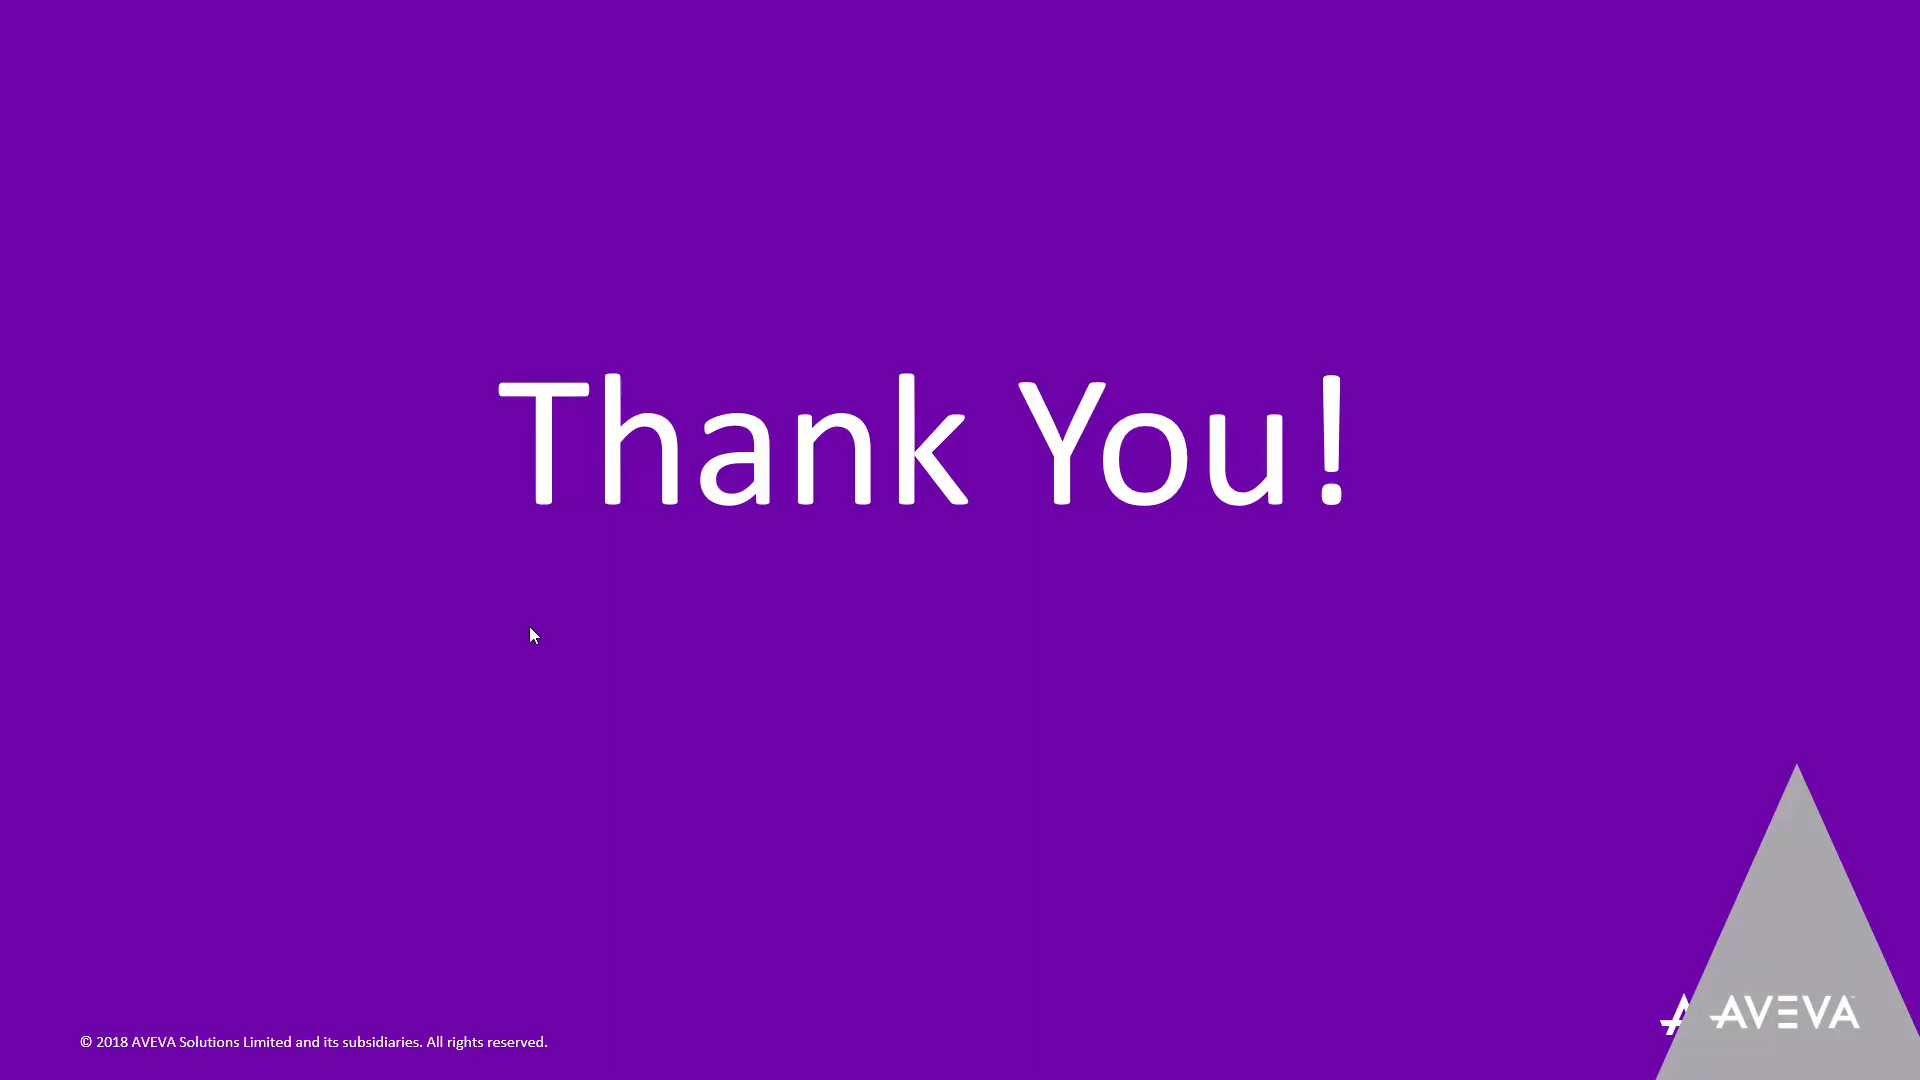 Thank You!
AVEVA
© 2018 AVEVA Solutions Limited and its subsidiaries. All rights reserved.